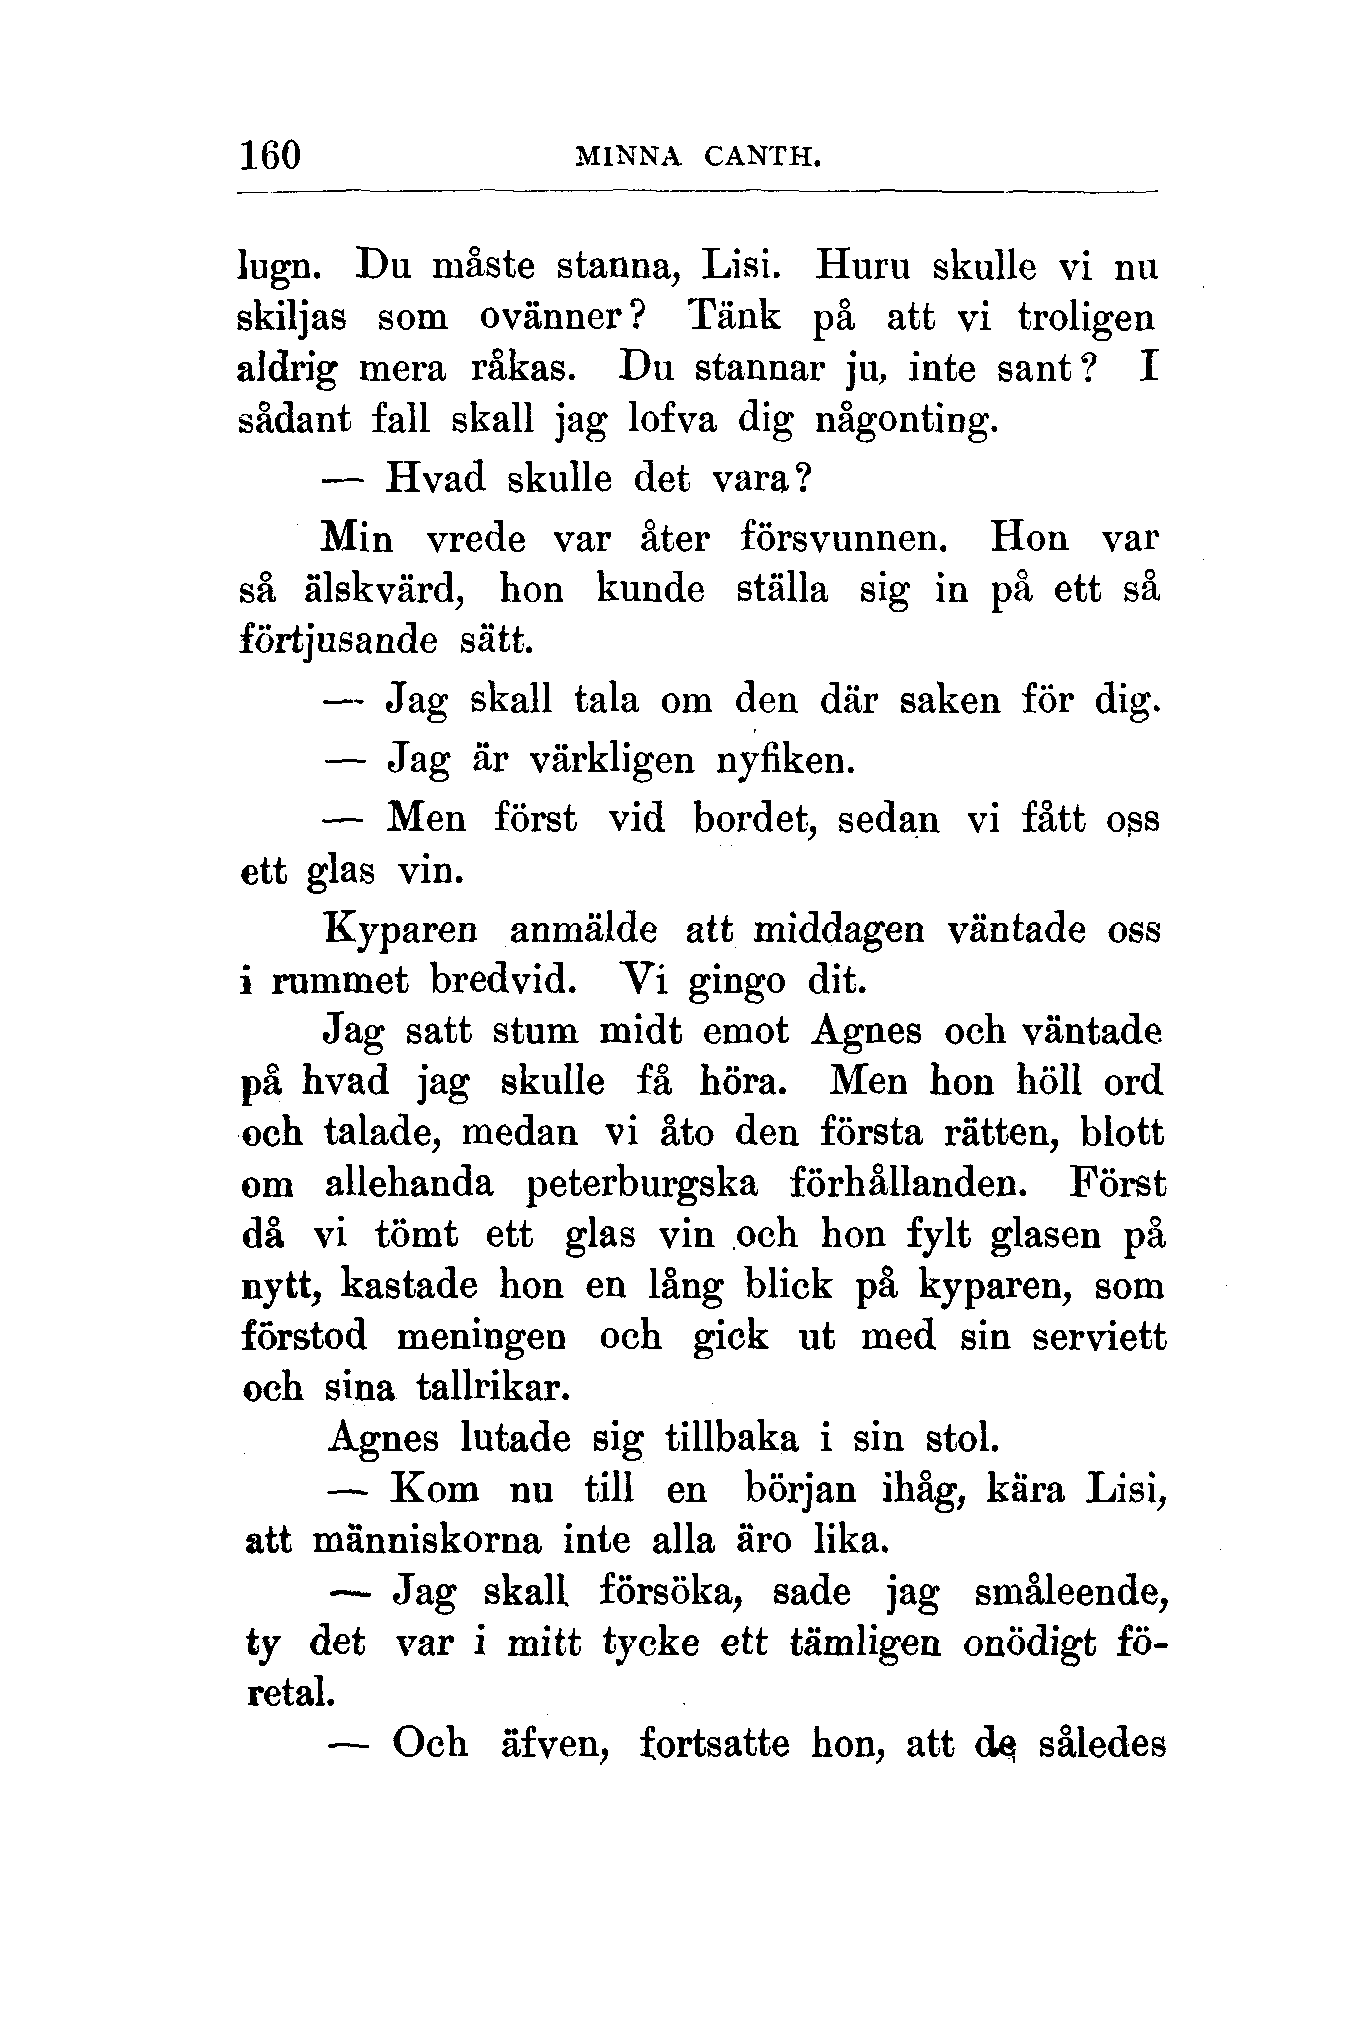 160 MINNA CANTH.
lugn. Du måste stanna, Lisi. Huru skulle vi nu
skiljas som ovänner? Tänk på att vi troligen
aldrig mera råkas. Du stannar ju, inte sant? I
sådant fall skall jag lofva dig någonting.
— Hvad skulle det vara?
Min vrede var åter försvunnen. Hon var
så älskvärd, hon kunde ställa sig in på ett så
förtjusande sätt.
— Jag skall tala om den där saken för dig.
— Jag är värkligen nyfiken.
— Men först vid bordet, sedan vi fått oss
ett glas vin.
Kyparen anmälde att middagen väntade oss
i rummet bredvid. Vi gingo dit.
Jag satt stum midt emot Agnes och väntade
på hvad jag skulle få höra. Men hon höll ord
och talade, medan vi åto den första rätten, blott
om allehanda peterburgska förhållanden. Först
då vi tömt ett glas vin och hon fylt glasen på
nytt, kastade hon en lång blick på kyparen, som
förstod meningen och gick ut med sin serviett
och sina tallrikar.
Agnes lutade sig tillbaka i sin stol.
— Kom nu till en början ihåg, kära Lisi,
att människorna inte alla äro lika.
— Jag skall försöka, sade jag småleende,
ty det var i mitt tycke ett tämligen onödigt fö-
retal.
— Och äfven, fortsatte hon, att de således